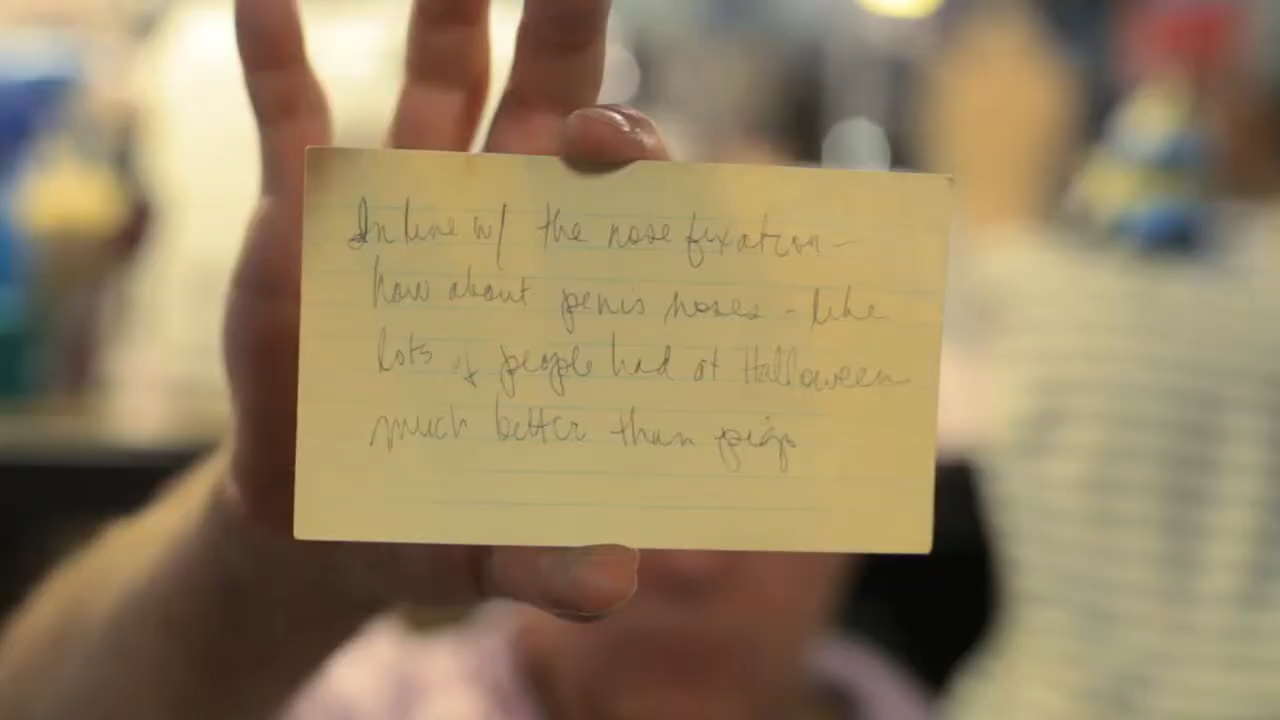 In line w/ the nose fixation -
how about penis noses - like
lots of people had at Halloween
much better than pigs